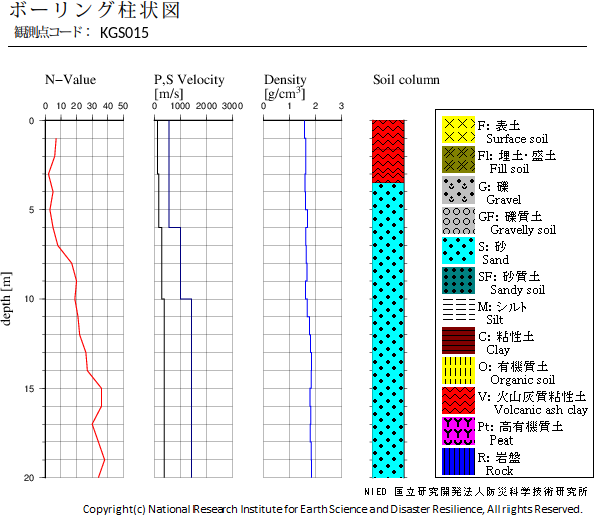 ボーリング柱状図
観測点コード： KGS015
N−Value
P,S Velocity
[m/s]
Density
[g/cm3]
Soil column
0 10 20 30 40 50
0 1000 2000 3000
0 1 2 3
0
5
10
15
20
depth [m]
F: 表土
Surface soil
Fl: 埋土・盛土
Fill soil
G: 礫
Gravel
GF: 礫質土
Gravelly soil
S: 砂
Sand
SF: 砂質土
Sandy soil
M: シルト
Silt
C: 粘性土
Clay
O: 有機質土
Organic soil
V: 火山灰質粘性土
Volcanic ash clay
Pt: 高有機質土
Peat
R: 岩盤
Rock
NIED 国立研究開発法人防災科学技術研究所
Copyright(c) National Research Institute for Earth Science and Disaster Resilience, All Rights Reserved.